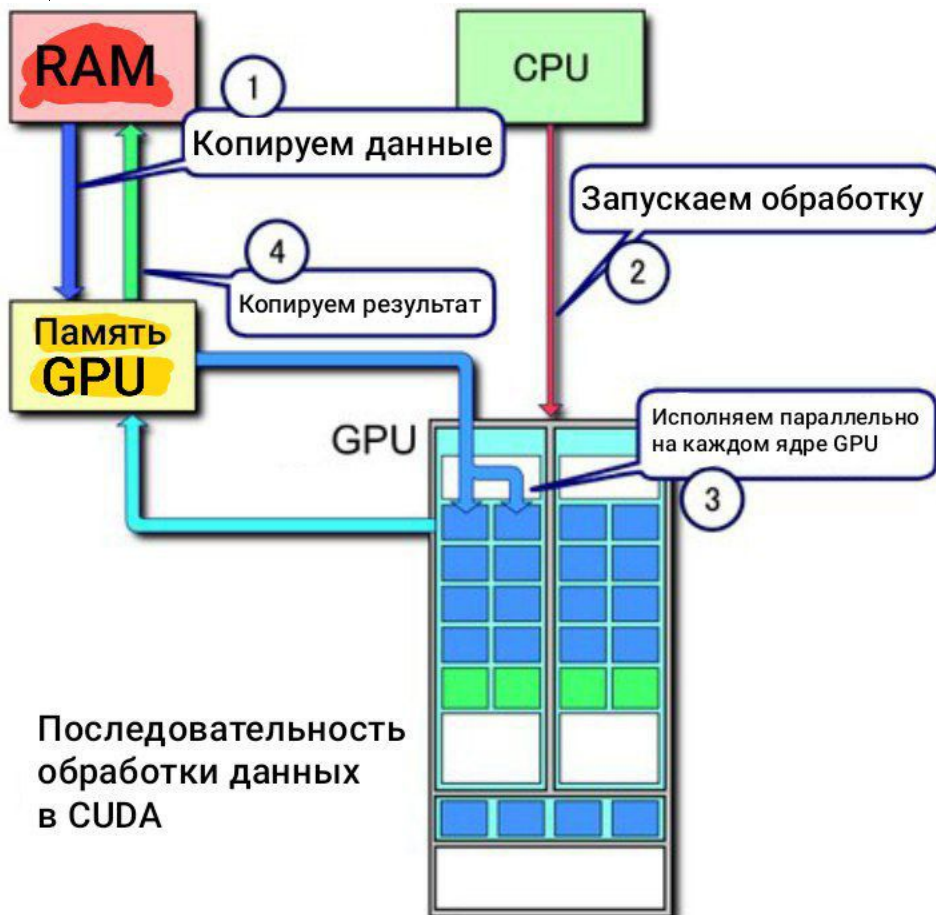 RAM
CPU
1
Копируем данные
Запускаем обработку
2
4
Копируем результат
Память
GPU
GPU
Исполняем параллельно
на каждом ядре GPU
3
Последовательность
обработки данных
в CUDA